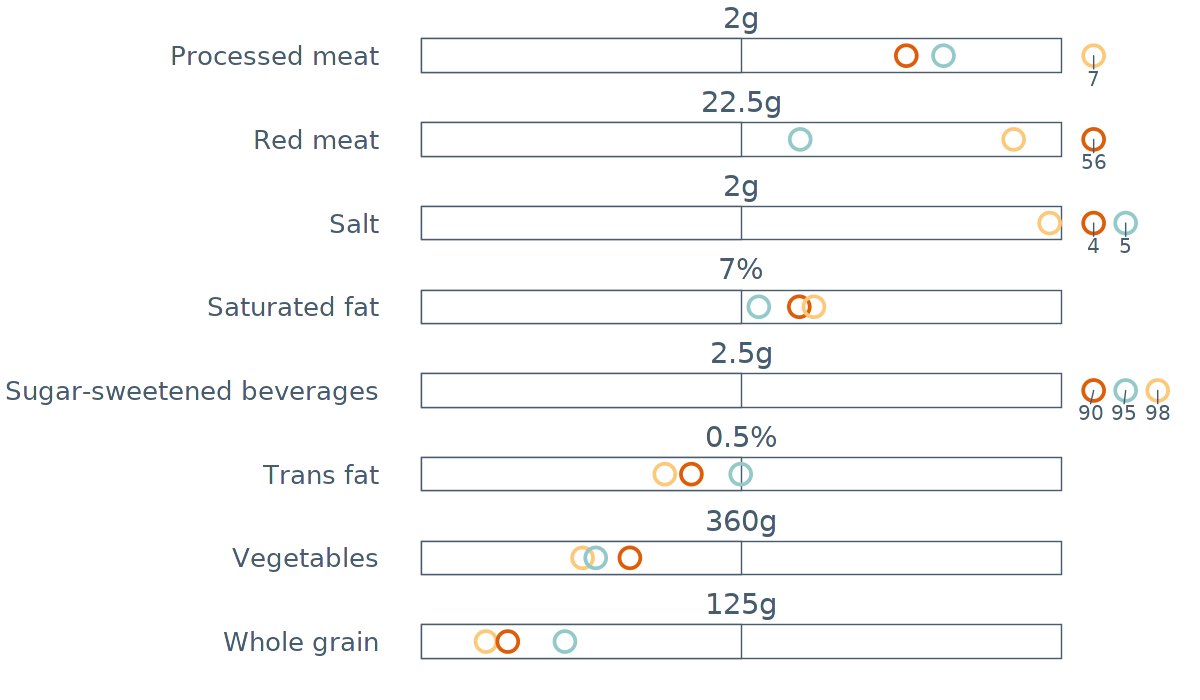 2g
Processed meat
7
22.5g
Red meat
56
2g
Salt
4 5
7%
Saturated fat
2.5g
Sugar-sweetened beverages
90 95 98
0.5%
Trans fat
360g
Vegetables
125g
Whole grain